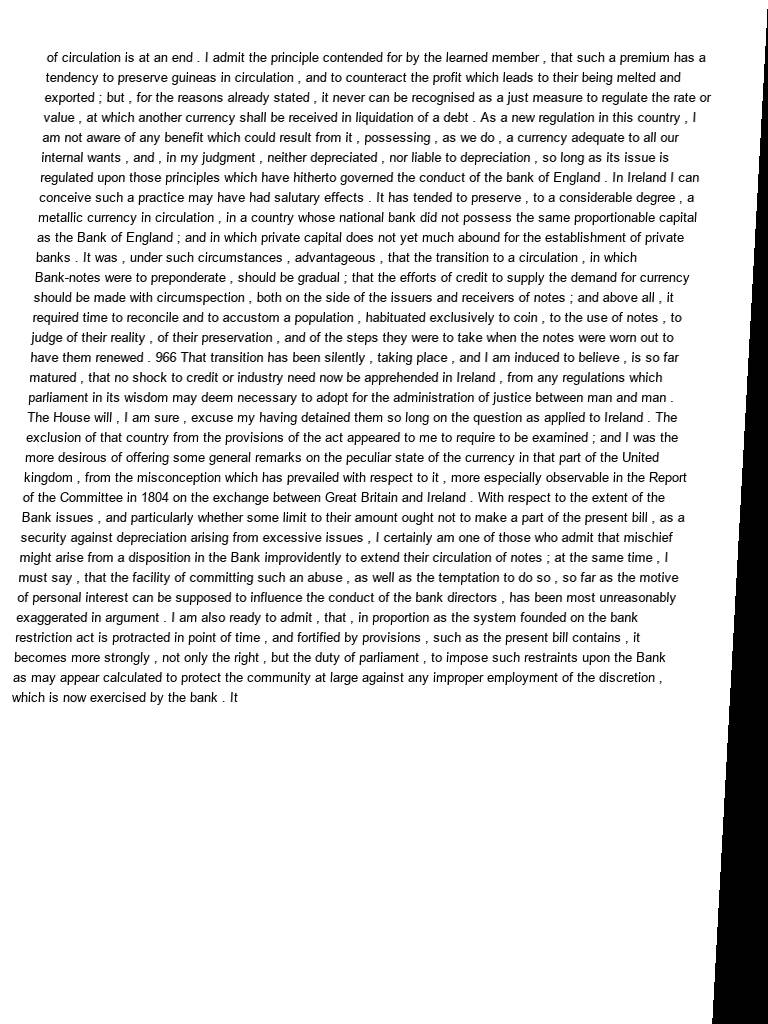 of circulation is at an end . I admit the principle contended for by the learned member , that such a premium has a
tendency to preserve guineas in circulation , and to counteract the profit which leads to their being melted and
exported ; but , for the reasons already stated , it never can be recognised as a just measure to regulate the rate or
value , at which another currency shall be received in liquidation of a debt . As a new regulation in this country , I
am not aware of any benefit which could result from it , possessing , as we do , a currency adequate to all our
internal wants , and , in my judgment , neither depreciated , nor liable to depreciation , so long as its issue is
regulated upon those principles which have hitherto governed the conduct of the bank of England . In Ireland I can
conceive such a practice may have had salutary effects . It has tended to preserve , to a considerable degree , a
metallic currency in circulation , in a country whose national bank did not possess the same proportionable capital
as the Bank of England ; and in which private capital does not yet much abound for the establishment of private
banks . It was , under such circumstances , advantageous , that the transition to a circulation , in which
Bank-notes were to preponderate , should be gradual ; that the efforts of credit to supply the demand for currency
should be made with circumspection , both on the side of the issuers and receivers of notes ; and above all , it
required time to reconcile and to accustom a population , habituated exclusively to coin , to the use of notes , to
judge of their reality , of their preservation , and of the steps they were to take when the notes were worn out to
have them renewed . 966 That transition has been silently , taking place , and I am induced to believe , is so far
matured , that no shock to credit or industry need now be apprehended in Ireland , from any regulations which
parliament in its wisdom may deem necessary to adopt for the administration of justice between man and man .
The House will , I am sure , excuse my having detained them so long on the question as applied to Ireland . The
exclusion of that country from the provisions of the act appeared to me to require to be examined ; and I was the
more desirous of offering some general remarks on the peculiar state of the currency in that part of the United
kingdom , from the misconception which has prevailed with respect to it , more especially observable in the Report
of the Committee in 1804 on the exchange between Great Britain and Ireland . With respect to the extent of the
Bank issues , and particularly whether some limit to their amount ought not to make a part of the present bill , as a
security against depreciation arising from excessive issues , I certainly am one of those who admit that mischief
might arise from a disposition in the Bank improvidently to extend their circulation of notes ; at the same time , I
must say , that the facility of committing such an abuse , as well as the temptation to do so , so far as the motive
of personal interest can be supposed to influence the conduct of the bank directors , has been most unreasonably
exaggerated in argument . I am also ready to admit , that , in proportion as the system founded on the bank
restriction act is protracted in point of time , and fortified by provisions , such as the present bill contains , it
becomes more strongly , not only the right , but the duty of parliament , to impose such restraints upon the Bank
as may appear calculated to protect the community at large against any improper employment of the discretion ,
which is now exercised by the bank . It